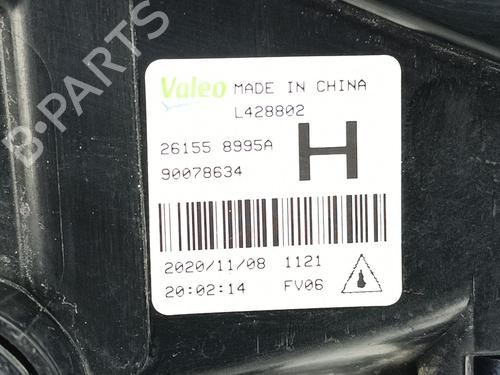 B-PARTS
Valeo MADE IN CHINA
L428802
26155 8995A
H
90078634
2020/11/08 1121
20:02:14 FV06